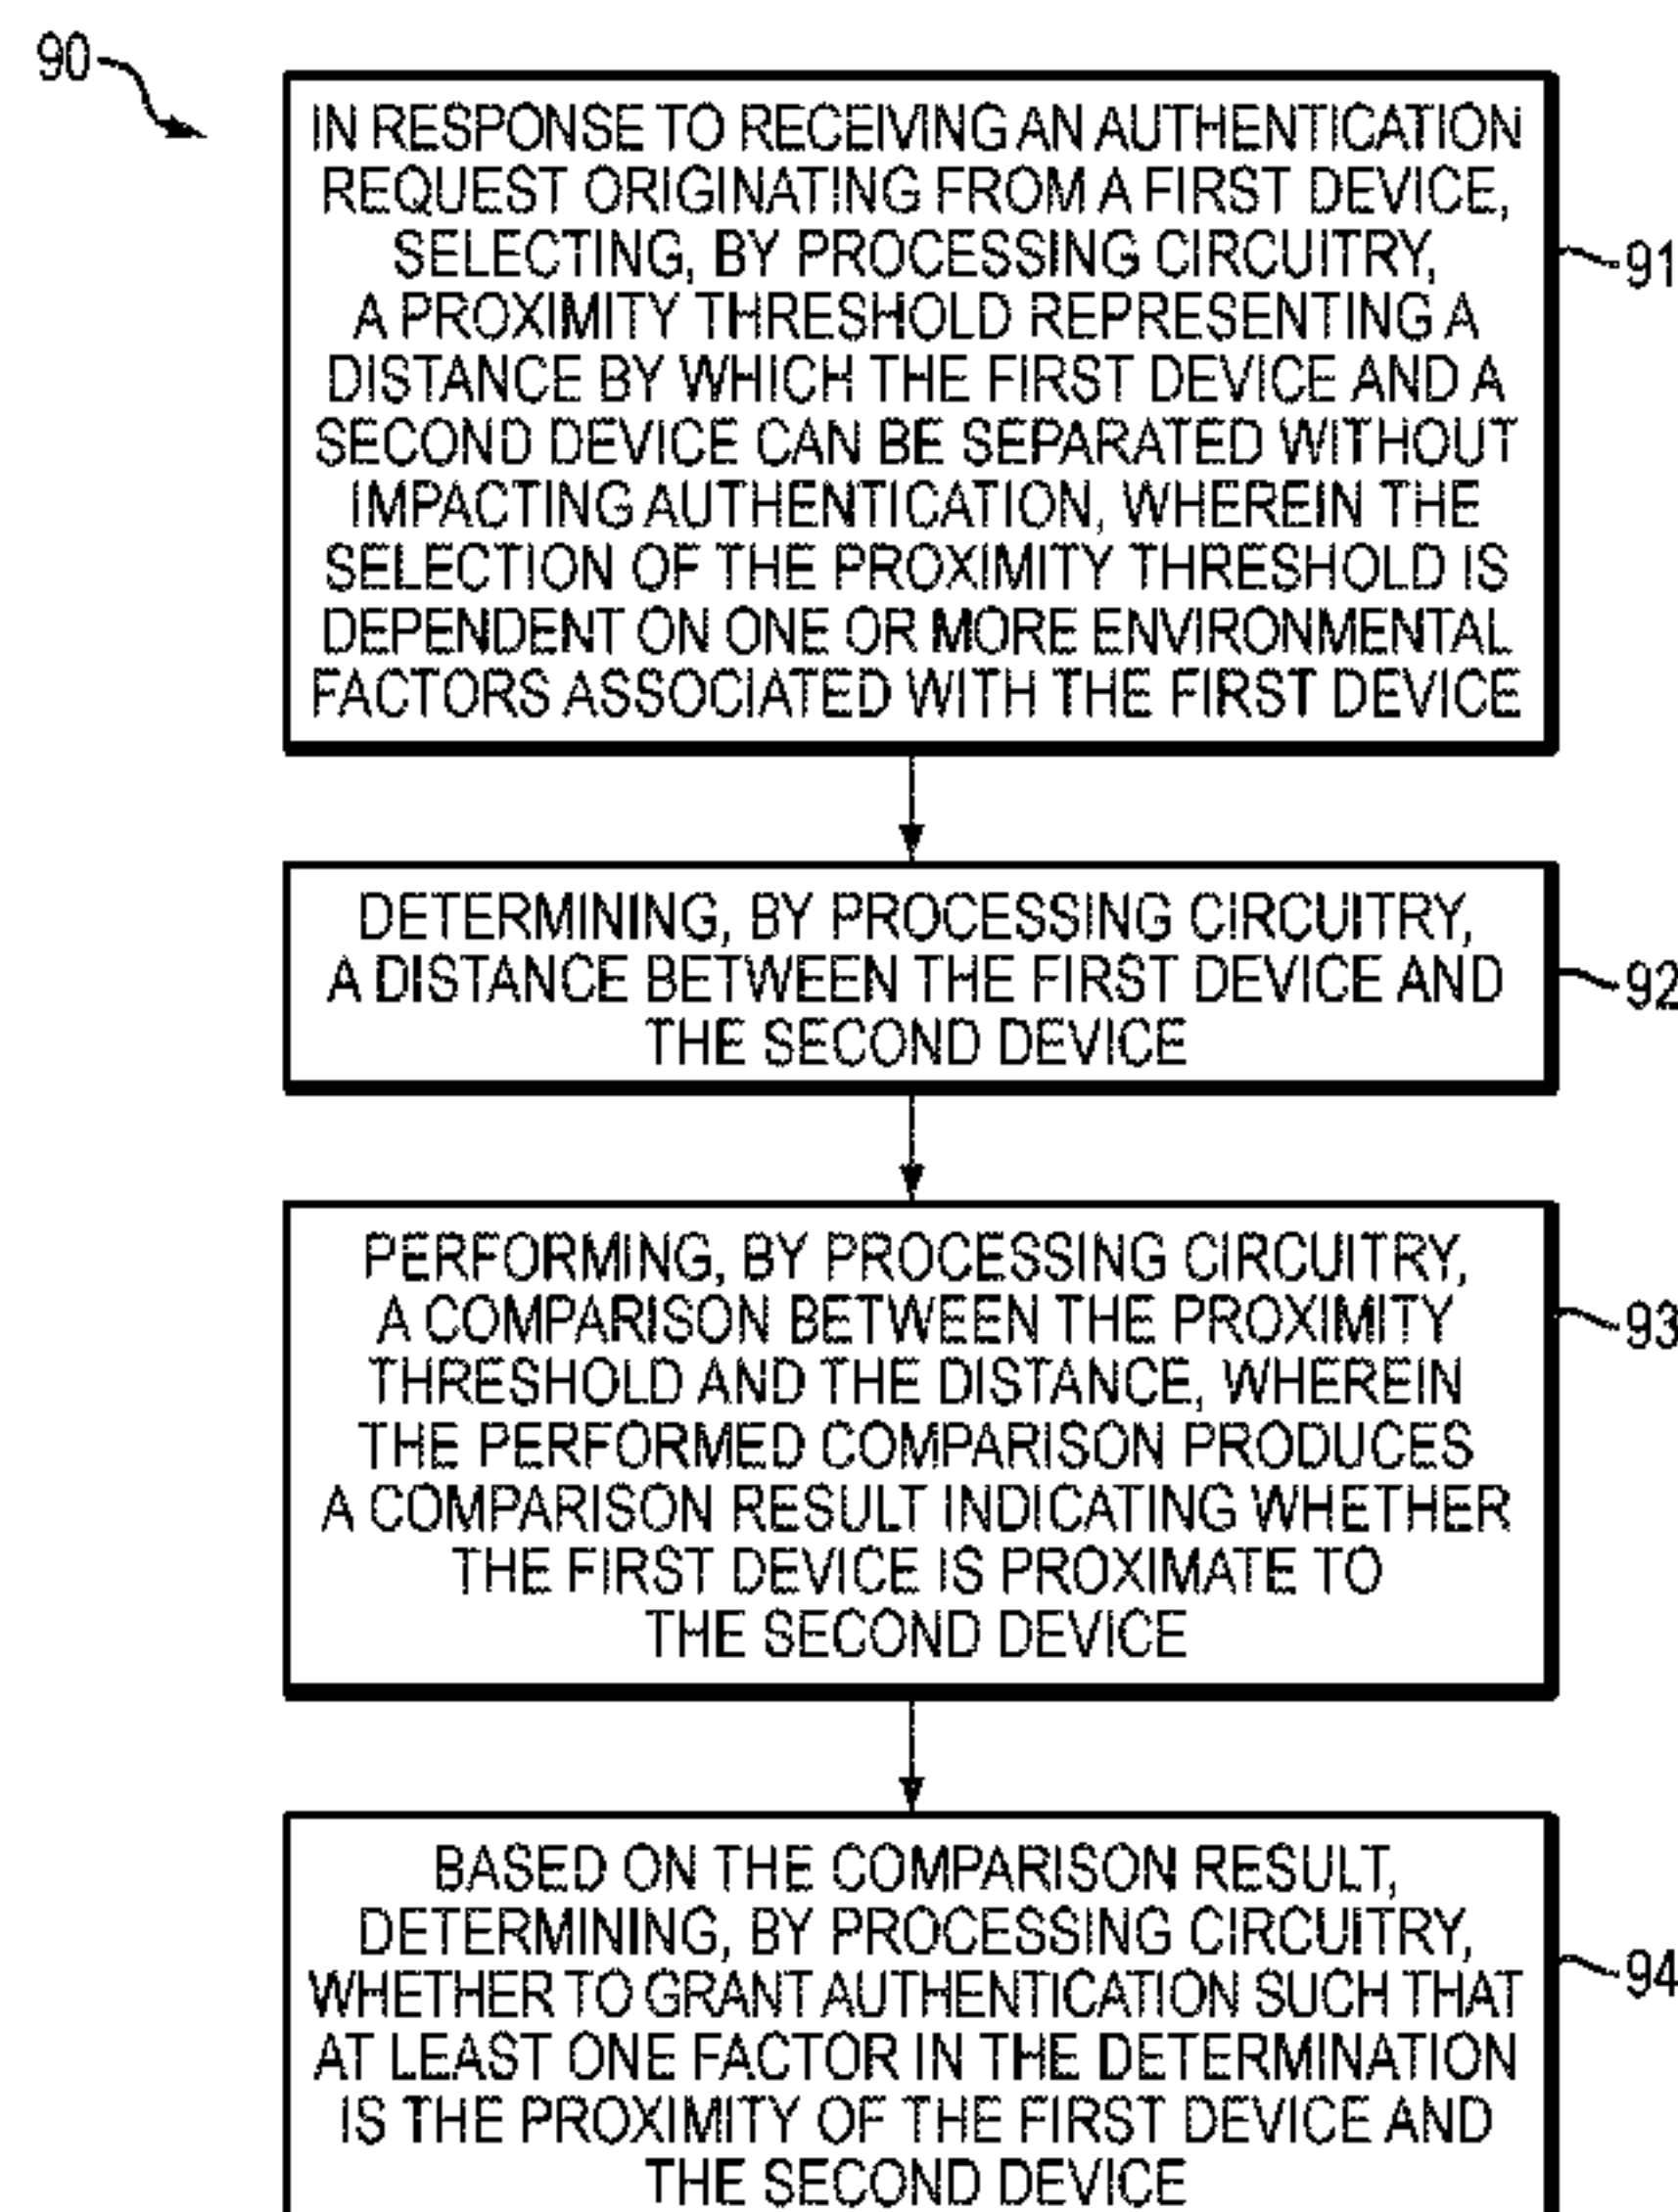 90
IN RESPONSE TO RECEIVING AN AUTHENTICATION
REQUEST ORIGINATING FROM A FIRST DEVICE,
SELECTING, BY PROCESSING CIRCUITRY,
A PROXIMITY THRESHOLD REPRESENTING A
DISTANCE BY WHICH THE FIRST DEVICE AND A
SECOND DEVICE CAN BE SEPARATED WITHOUT
IMPACTING AUTHENTICATION, WHEREIN THE
SELECTION OF THE PROXIMITY THRESHOLD IS
DEPENDENT ON ONE OR MORE ENVIRONMENTAL
FACTORS ASSOCIATED WITH THE FIRST DEVICE
91
DETERMINING, BY PROCESSING CIRCUITRY,
A DISTANCE BETWEEN THE FIRST DEVICE AND
THE SECOND DEVICE
92
PERFORMING, BY PROCESSING CIRCUITRY,
A COMPARISON BETWEEN THE PROXIMITY
THRESHOLD AND THE DISTANCE, WHEREIN
THE PERFORMED COMPARISON PRODUCES
A COMPARISON RESULT INDICATING WHETHER
THE FIRST DEVICE IS PROXIMATE TO
THE SECOND DEVICE
93
BASED ON THE COMPARISON RESULT,
DETERMINING, BY PROCESSING CIRCUITRY,
WHETHER TO GRANT AUTHENTICATION SUCH THAT
AT LEAST ONE FACTOR IN THE DETERMINATION
IS THE PROXIMITY OF THE FIRST DEVICE AND
THE SECOND DEVICE
94